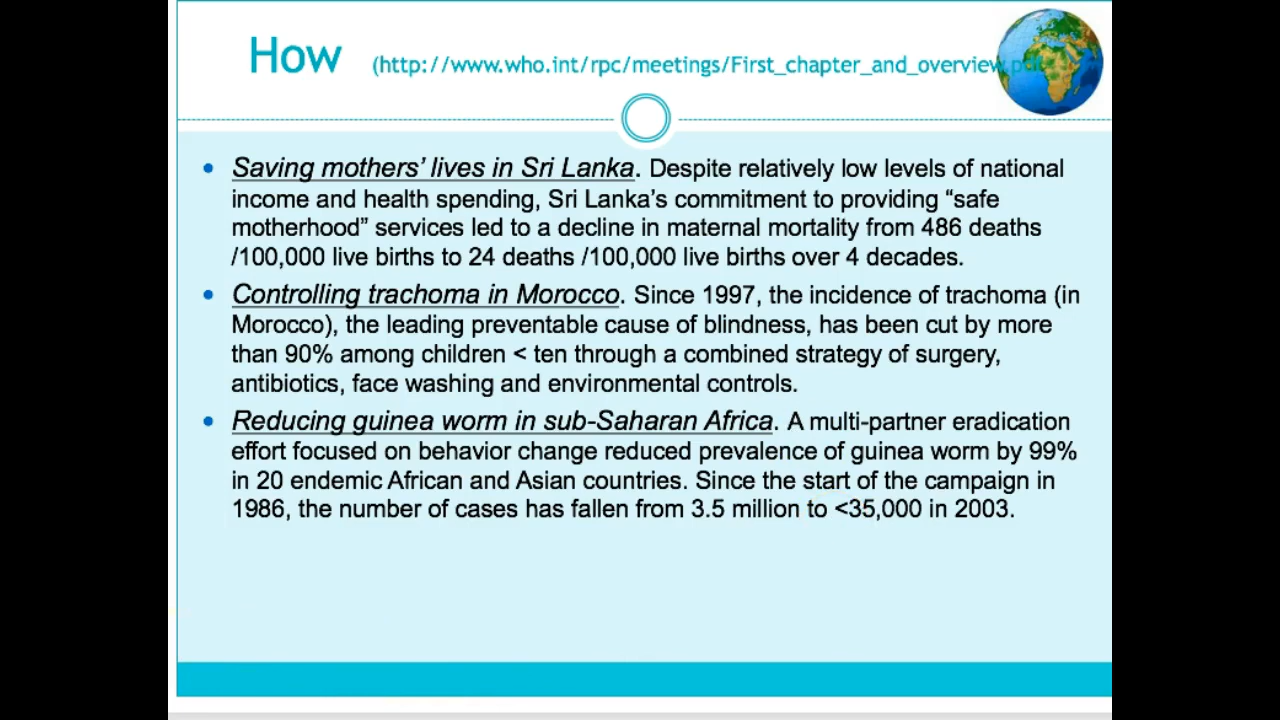 How (http://www.who.int/rpc/meetings/First_chapter_and_overview.pdf)
• Saving mothers’ lives in Sri Lanka. Despite relatively low levels of national
income and health spending, Sri Lanka’s commitment to providing “safe
motherhood” services led to a decline in maternal mortality from 486 deaths
/100,000 live births to 24 deaths /100,000 live births over 4 decades.
• Controlling trachoma in Morocco. Since 1997, the incidence of trachoma (in
Morocco), the leading preventable cause of blindness, has been cut by more
than 90% among children < ten through a combined strategy of surgery,
antibiotics, face washing and environmental controls.
• Reducing guinea worm in sub-Saharan Africa. A multi-partner eradication
effort focused on behavior change reduced prevalence of guinea worm by 99%
in 20 endemic African and Asian countries. Since the start of the campaign in
1986, the number of cases has fallen from 3.5 million to <35,000 in 2003.